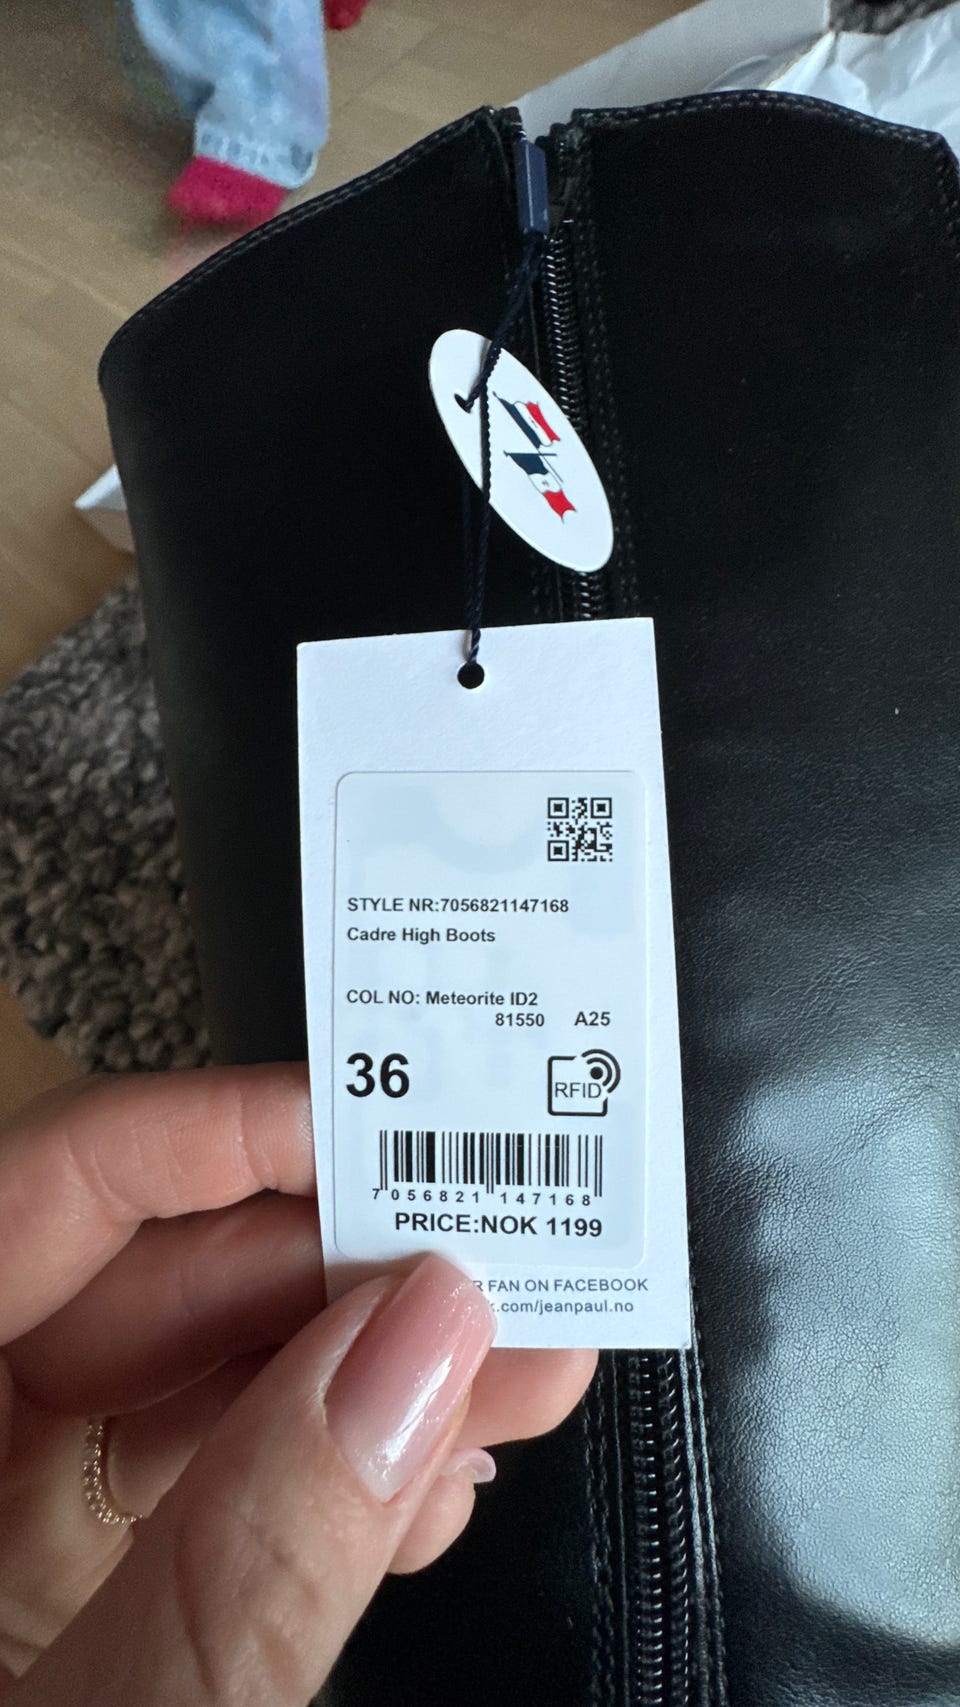 STYLE NR:7056821147168
Cadre High Boots
COL NO: Meteorite ID2
81550 A25
36
RFID
7 056821 147168
PRICE:NOK 1199
FAN ON FACEBOOK
.com/jeanpaul.no